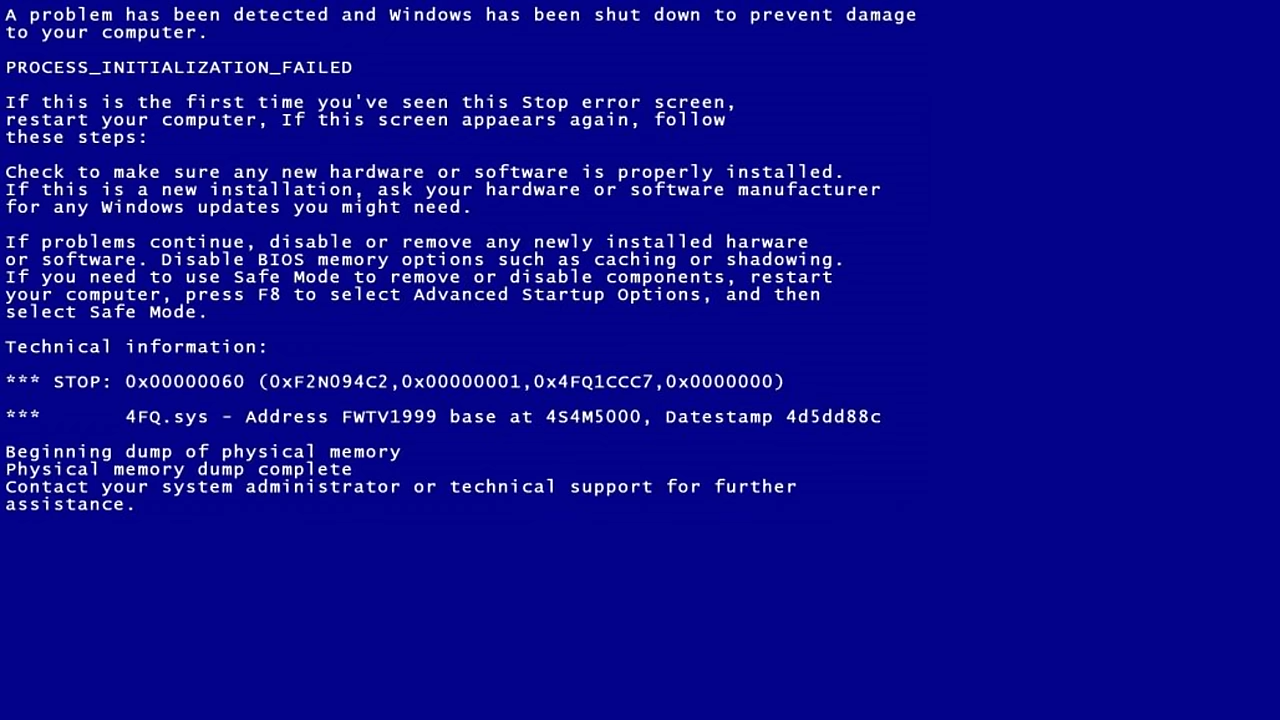 A problem has been detected and Windows has been shut down to prevent damage
to your computer.
PROCESS_INITIALIZATION_FAILED
If this is the first time you've seen this Stop error screen,
restart your computer, If this screen appaears again, follow
these steps:
Check to make sure any new hardware or software is properly installed.
If this is a new installation, ask your hardware or software manufacturer
for any Windows updates you might need.
If problems continue, disable or remove any newly installed harware
or software. Disable BIOS memory options such as caching or shadowing.
If you need to use Safe Mode to remove or disable components, restart
your computer, press F8 to select Advanced Startup Options, and then
select Safe Mode.
Technical information:
*** STOP: 0x00000060 (0xF2N094C2,0x00000001,0x4FQ1CCC7,0x0000000)
*** 4FQ.sys - Address FWTV1999 base at 4S4M5000, Datestamp 4d5dd88c
Beginning dump of physical memory
Physical memory dump complete
Contact your system administrator or technical support for further
assistance.